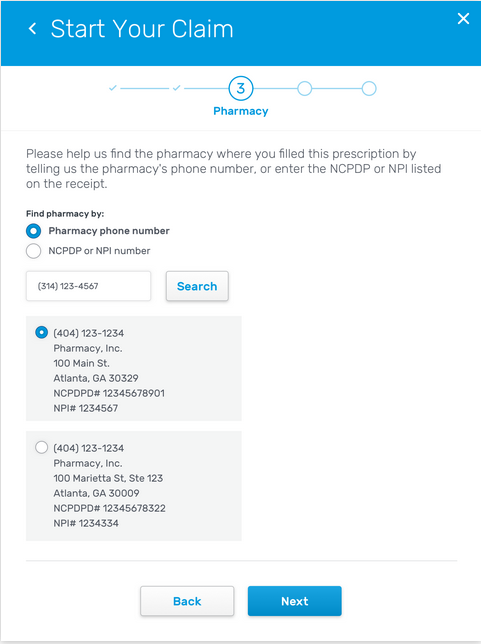 Start Your Claim
3
Pharmacy
Please help us find the pharmacy where you filled this prescription by
telling us the pharmacy's phone number, or enter the NCPDP or NPI listed
on the receipt.
Find pharmacy by:
Pharmacy phone number
NCPDP or NPI number
(314) 123-4567
Search
(404) 123-1234
Pharmacy, Inc.
100 Main St.
Atlanta, GA 30329
NCPDPD# 12345678901
NPI# 1234567
(404) 123-1234
Pharmacy, Inc.
100 Marietta St, Ste 123
Atlanta, GA 30009
NCPDPD# 12345678322
NPI# 1234334
Back
Next